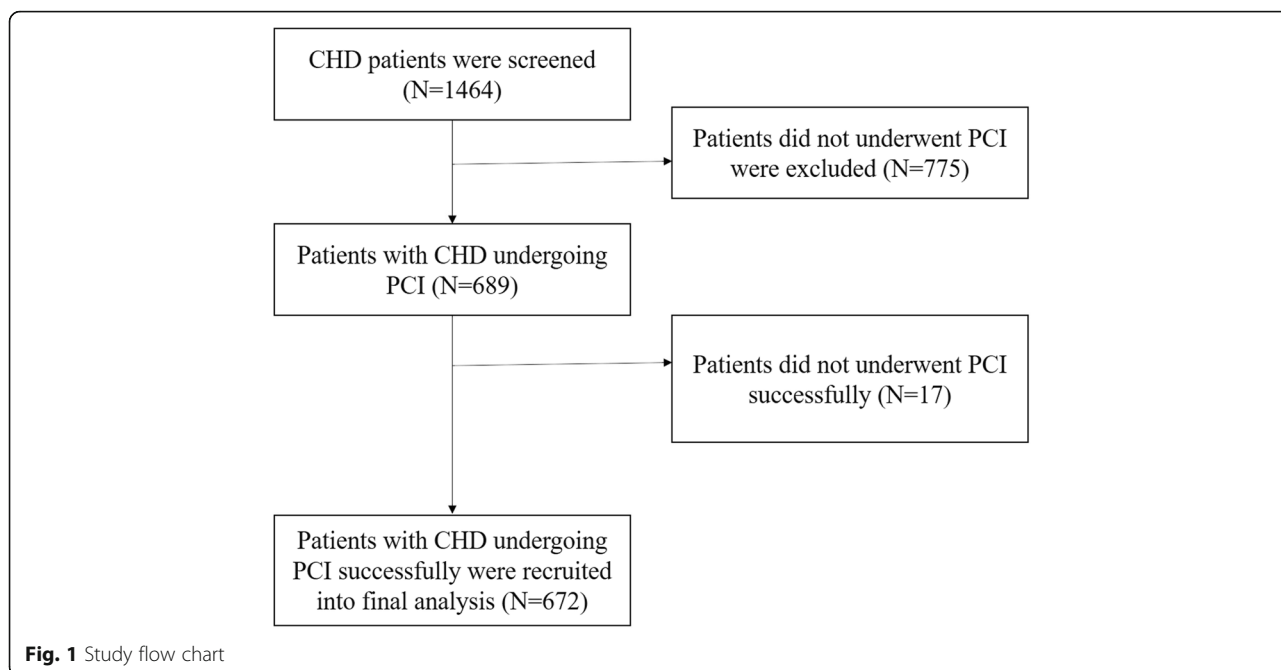 CHD patients were screened
(N=1464)
Patients did not underwent PCI
were excluded (N=775)
Patients with CHD undergoing
PCI (N=689)
Patients did not underwent PCI
successfully (N=17)
Patients with CHD undergoing
PCI successfully were recruited
into final analysis (N=672)
Fig. 1 Study flow chart